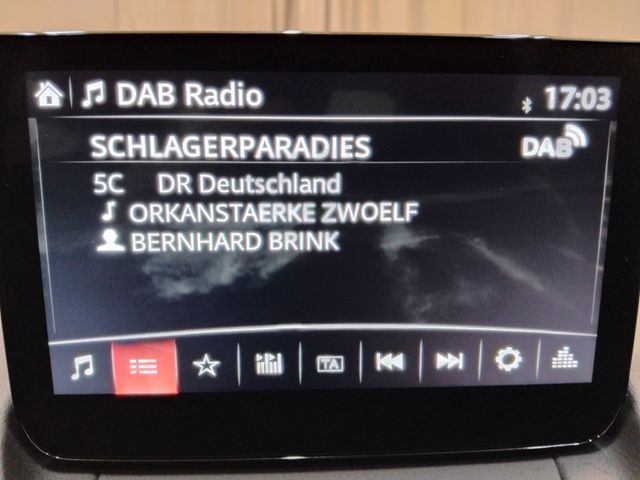 DAB Radio 17:03
SCHLAGERPARADIES DAB
5C DR Deutschland
ORKANSTAERKE ZWOELF
BERNHARD BRINK
TA